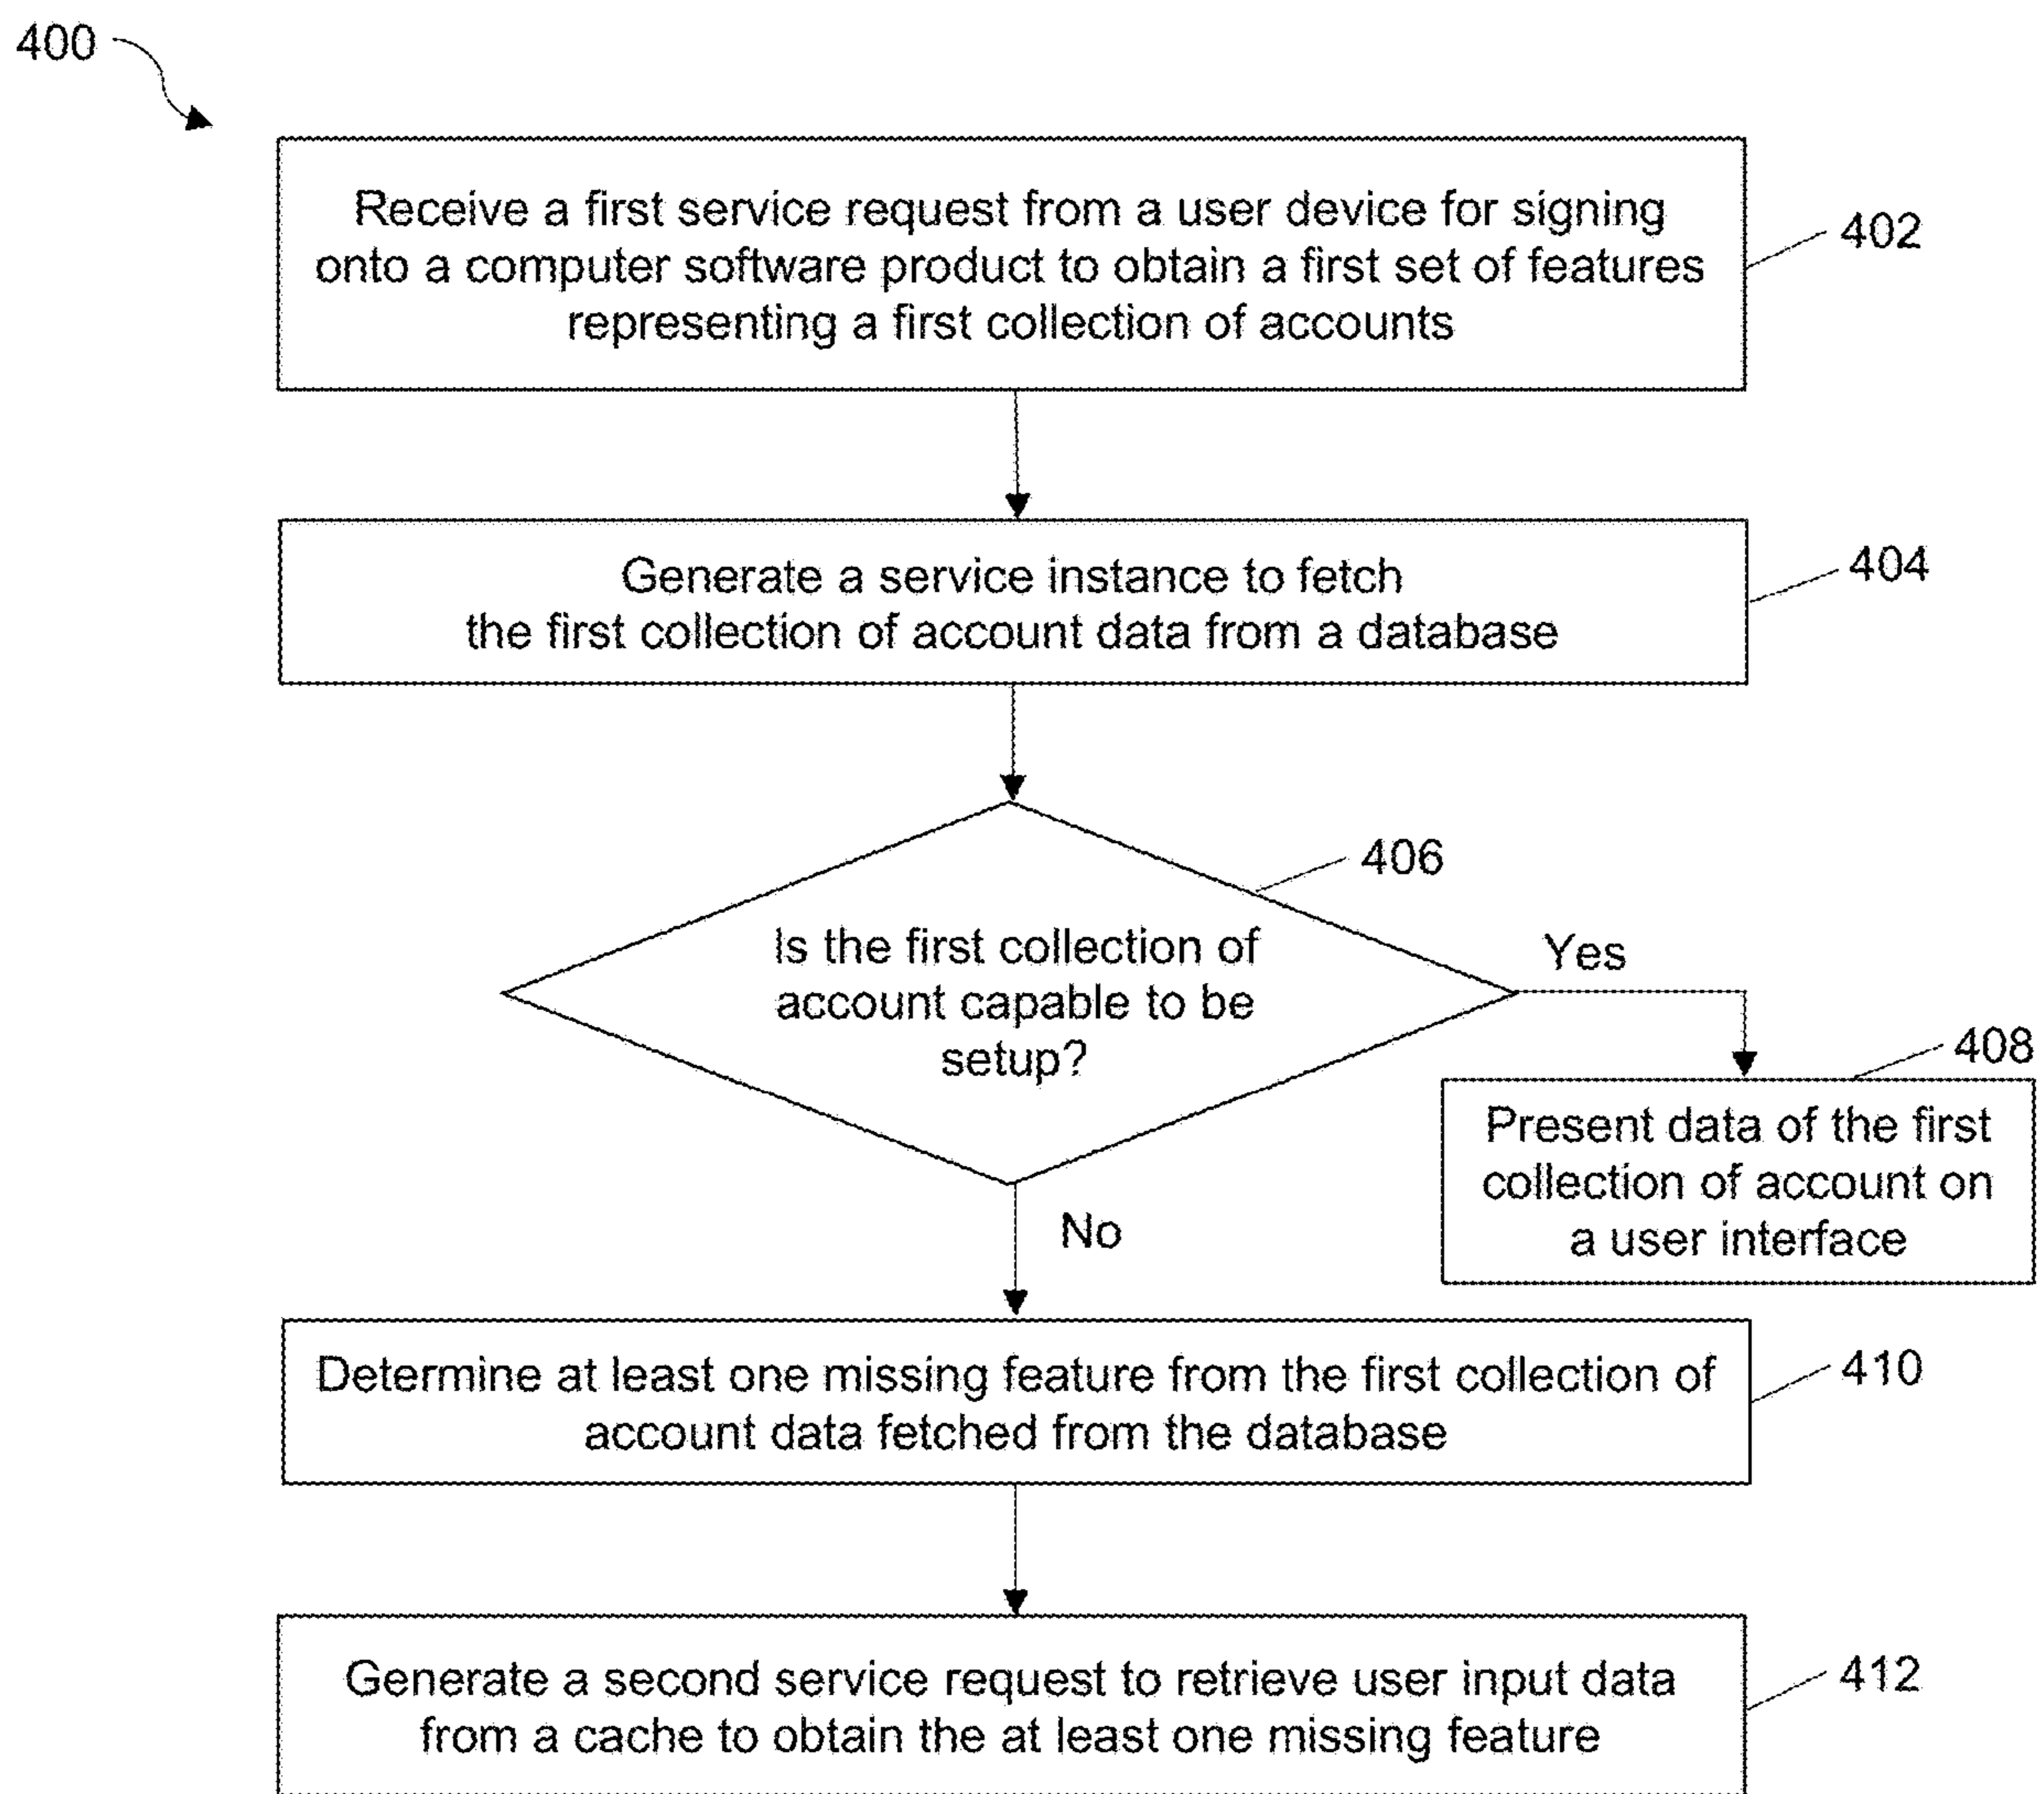 400
Receive a first service request from a user device for signing
onto a computer software product to obtain a first set of features
representing a first collection of accounts
402
Generate a service instance to fetch
the first collection of account data from a database
404
406
Is the first collection of
account capable to be
setup?
Yes
408
Present data of the first
collection of account on
a user interface
No
Determine at least one missing feature from the first collection of
account data fetched from the database
410
Generate a second service request to retrieve user input data
from a cache to obtain the at least one missing feature
412